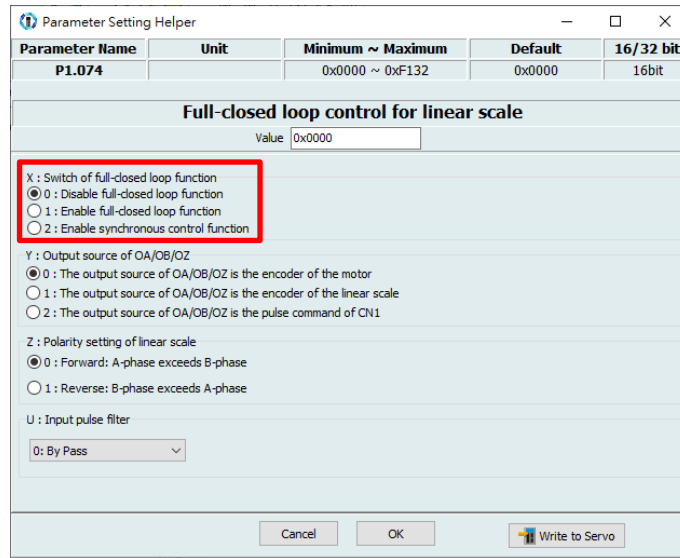 Parameter Setting Helper
Parameter Name Unit Minimum ~ Maximum Default 16/32 bit
P1.074 0x0000 ~ 0xF132 0x0000 16bit
Full-closed loop control for linear scale
Value 0x0000
X : Switch of full-closed loop function
0 : Disable full-closed loop function
1 : Enable full-closed loop function
2 : Enable synchronous control function
Y : Output source of OA/OB/OZ
0 : The output source of OA/OB/OZ is the encoder of the motor
1 : The output source of OA/OB/OZ is the encoder of the linear scale
2 : The output source of OA/OB/OZ is the pulse command of CN1
Z : Polarity setting of linear scale
0 : Forward: A-phase exceeds B-phase
1 : Reverse: B-phase exceeds A-phase
U : Input pulse filter
0: By Pass
Cancel OK Write to Servo